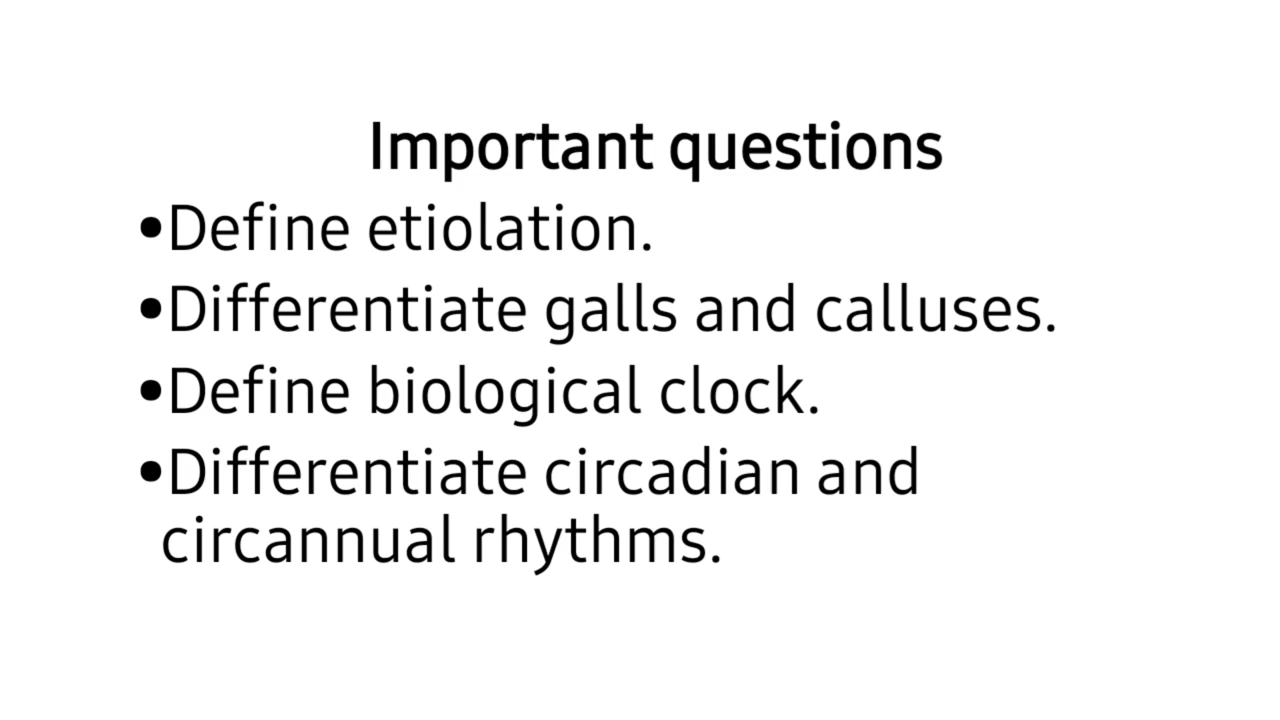 Important questions
•Define etiolation.
•Differentiate galls and calluses.
•Define biological clock.
•Differentiate circadian and
circannual rhythms.